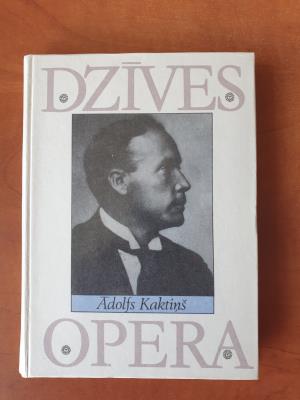 DZĪVES
Ādolfs Kaktiņš
OPERA